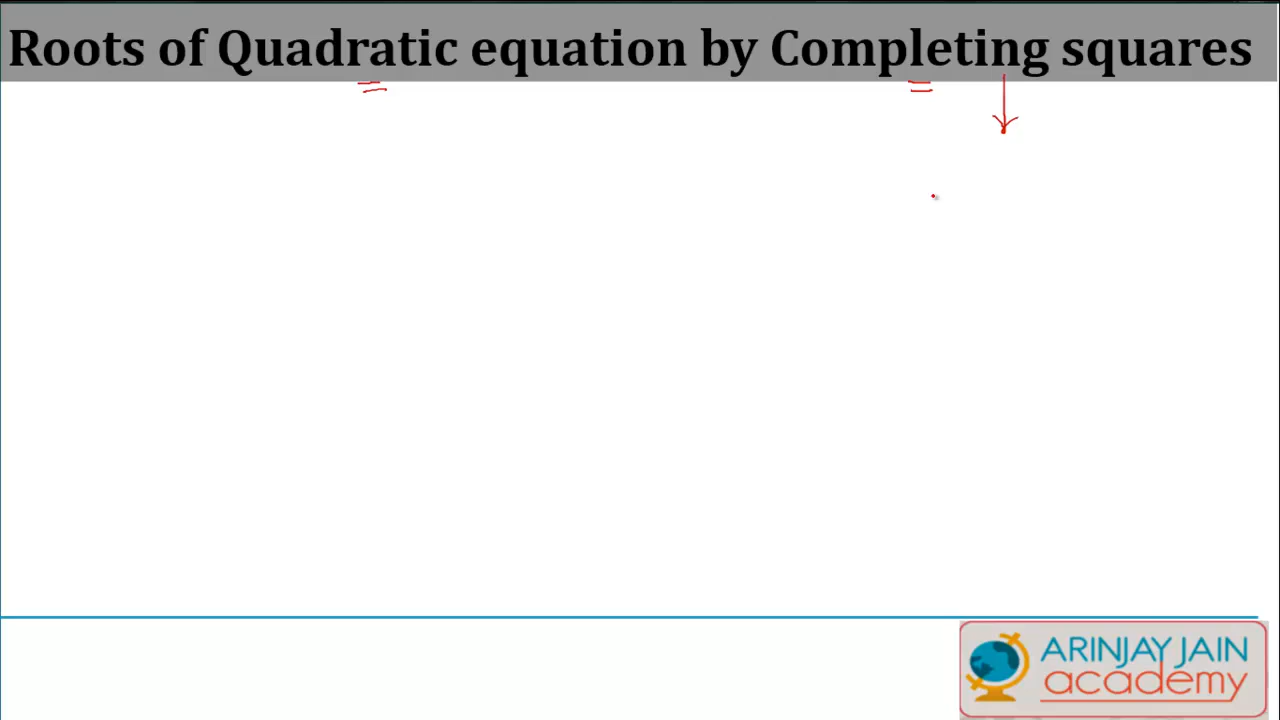 Roots of Quadratic equation by Completing squares
ARINJAY JAIN
academy